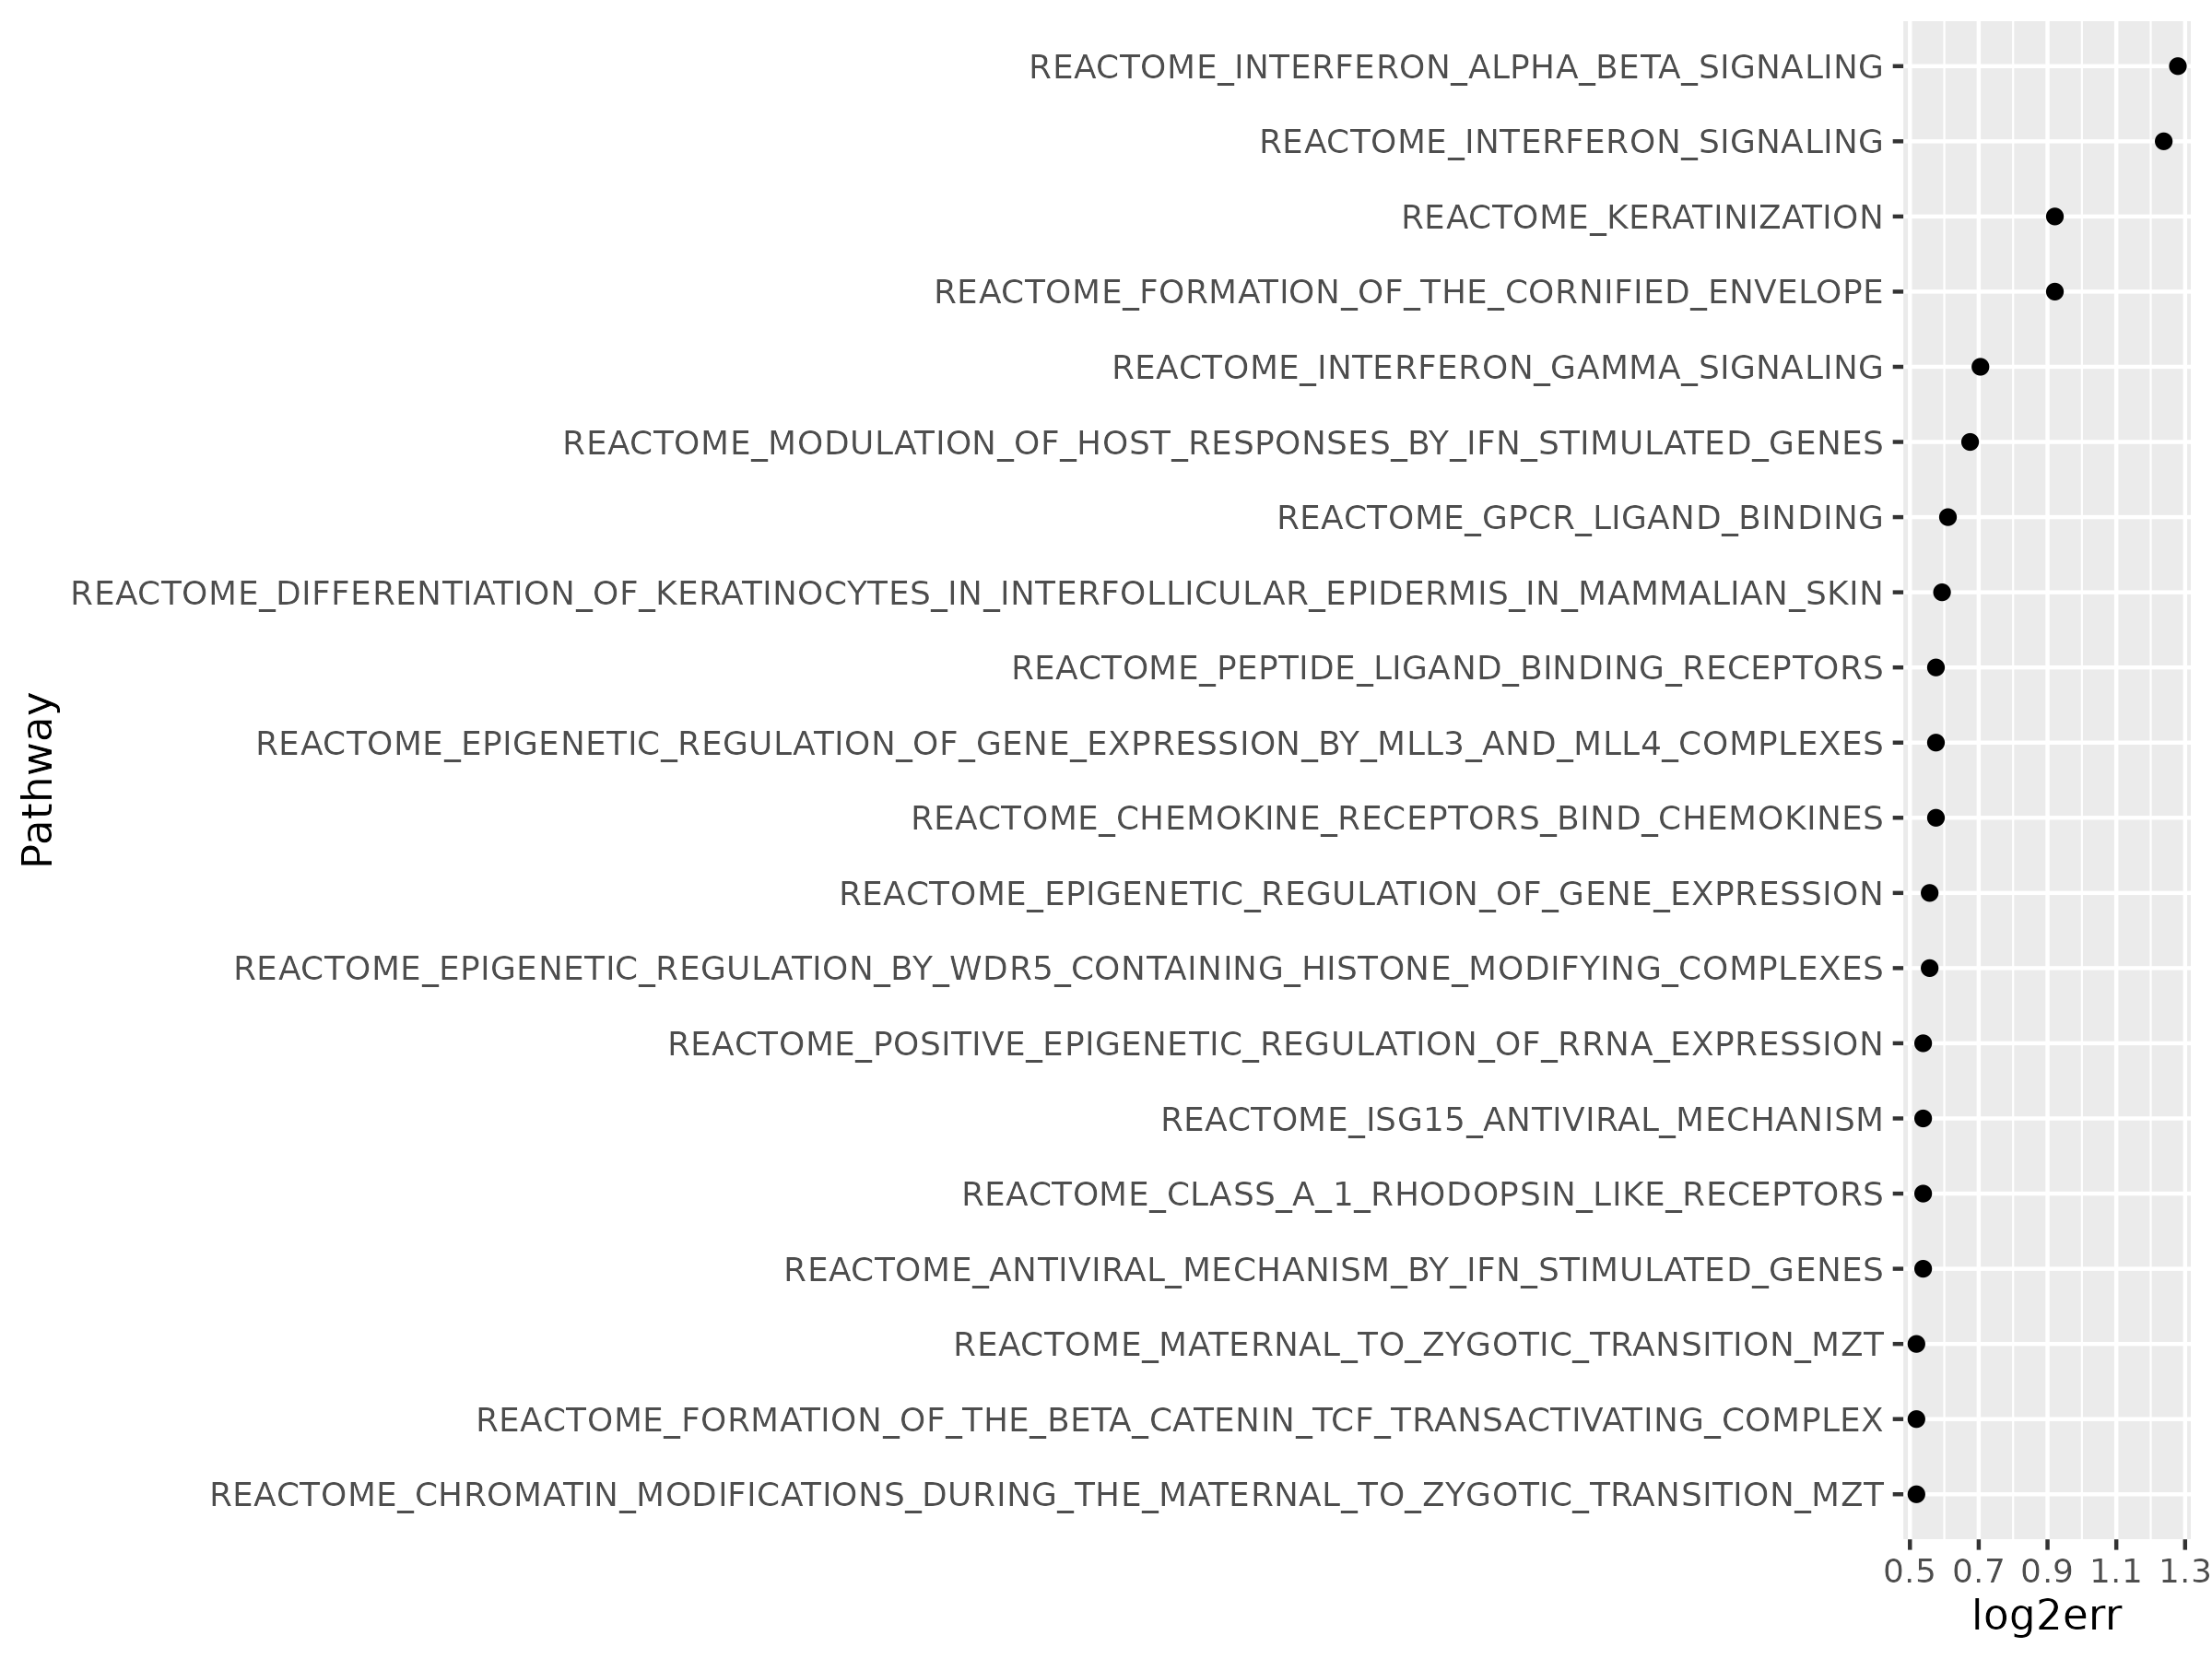 REACTOME_INTERFERON_ALPHA_BETA_SIGNALING
REACTOME_INTERFERON_SIGNALING
REACTOME_KERATINIZATION
REACTOME_FORMATION_OF_THE_CORNIFIED_ENVELOPE
REACTOME_INTERFERON_GAMMA_SIGNALING
REACTOME_MODULATION_OF_HOST_RESPONSES_BY_IFN_STIMULATED_GENES
REACTOME_GPCR_LIGAND_BINDING
REACTOME_DIFFERENTIATION_OF_KERATINOCYTES_IN_INTERFOLLICULAR_EPIDERMIS_IN_MAMMALIAN_SKIN
REACTOME_PEPTIDE_LIGAND_BINDING_RECEPTORS
REACTOME_EPIGENETIC_REGULATION_OF_GENE_EXPRESSION_BY_MLL3_AND_MLL4_COMPLEXES
REACTOME_CHEMOKINE_RECEPTORS_BIND_CHEMOKINES
REACTOME_EPIGENETIC_REGULATION_OF_GENE_EXPRESSION
REACTOME_EPIGENETIC_REGULATION_BY_WDR5_CONTAINING_HISTONE_MODIFYING_COMPLEXES
REACTOME_POSITIVE_EPIGENETIC_REGULATION_OF_RRNA_EXPRESSION
REACTOME_ISG15_ANTIVIRAL_MECHANISM
REACTOME_CLASS_A_1_RHODOPSIN_LIKE_RECEPTORS
REACTOME_ANTIVIRAL_MECHANISM_BY_IFN_STIMULATED_GENES
REACTOME_MATERNAL_TO_ZYGOTIC_TRANSITION_MZT
REACTOME_FORMATION_OF_THE_BETA_CATENIN_TCF_TRANSACTIVATING_COMPLEX
REACTOME_CHROMATIN_MODIFICATIONS_DURING_THE_MATERNAL_TO_ZYGOTIC_TRANSITION_MZT
Pathway
0.5 0.7 0.9 1.1 1.3
log2err